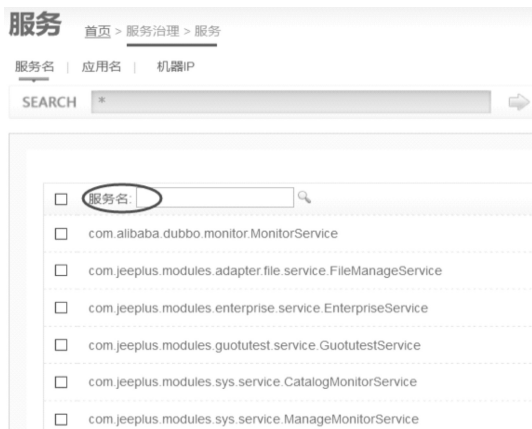 服务 首页 > 服务治理 > 服务
服务名 | 应用名 | 机器IP
SEARCH *
服务名:
com.alibaba.dubbo.monitor.MonitorService
com.jeeplus.modules.adapter.file.service.FileManageService
com.jeeplus.modules.enterprise.service.EnterpriseService
com.jeeplus.modules.guotutest.service.GuotutestService
com.jeeplus.modules.sys.service.CatalogMonitorService
com.jeeplus.modules.sys.service.ManageMonitorService